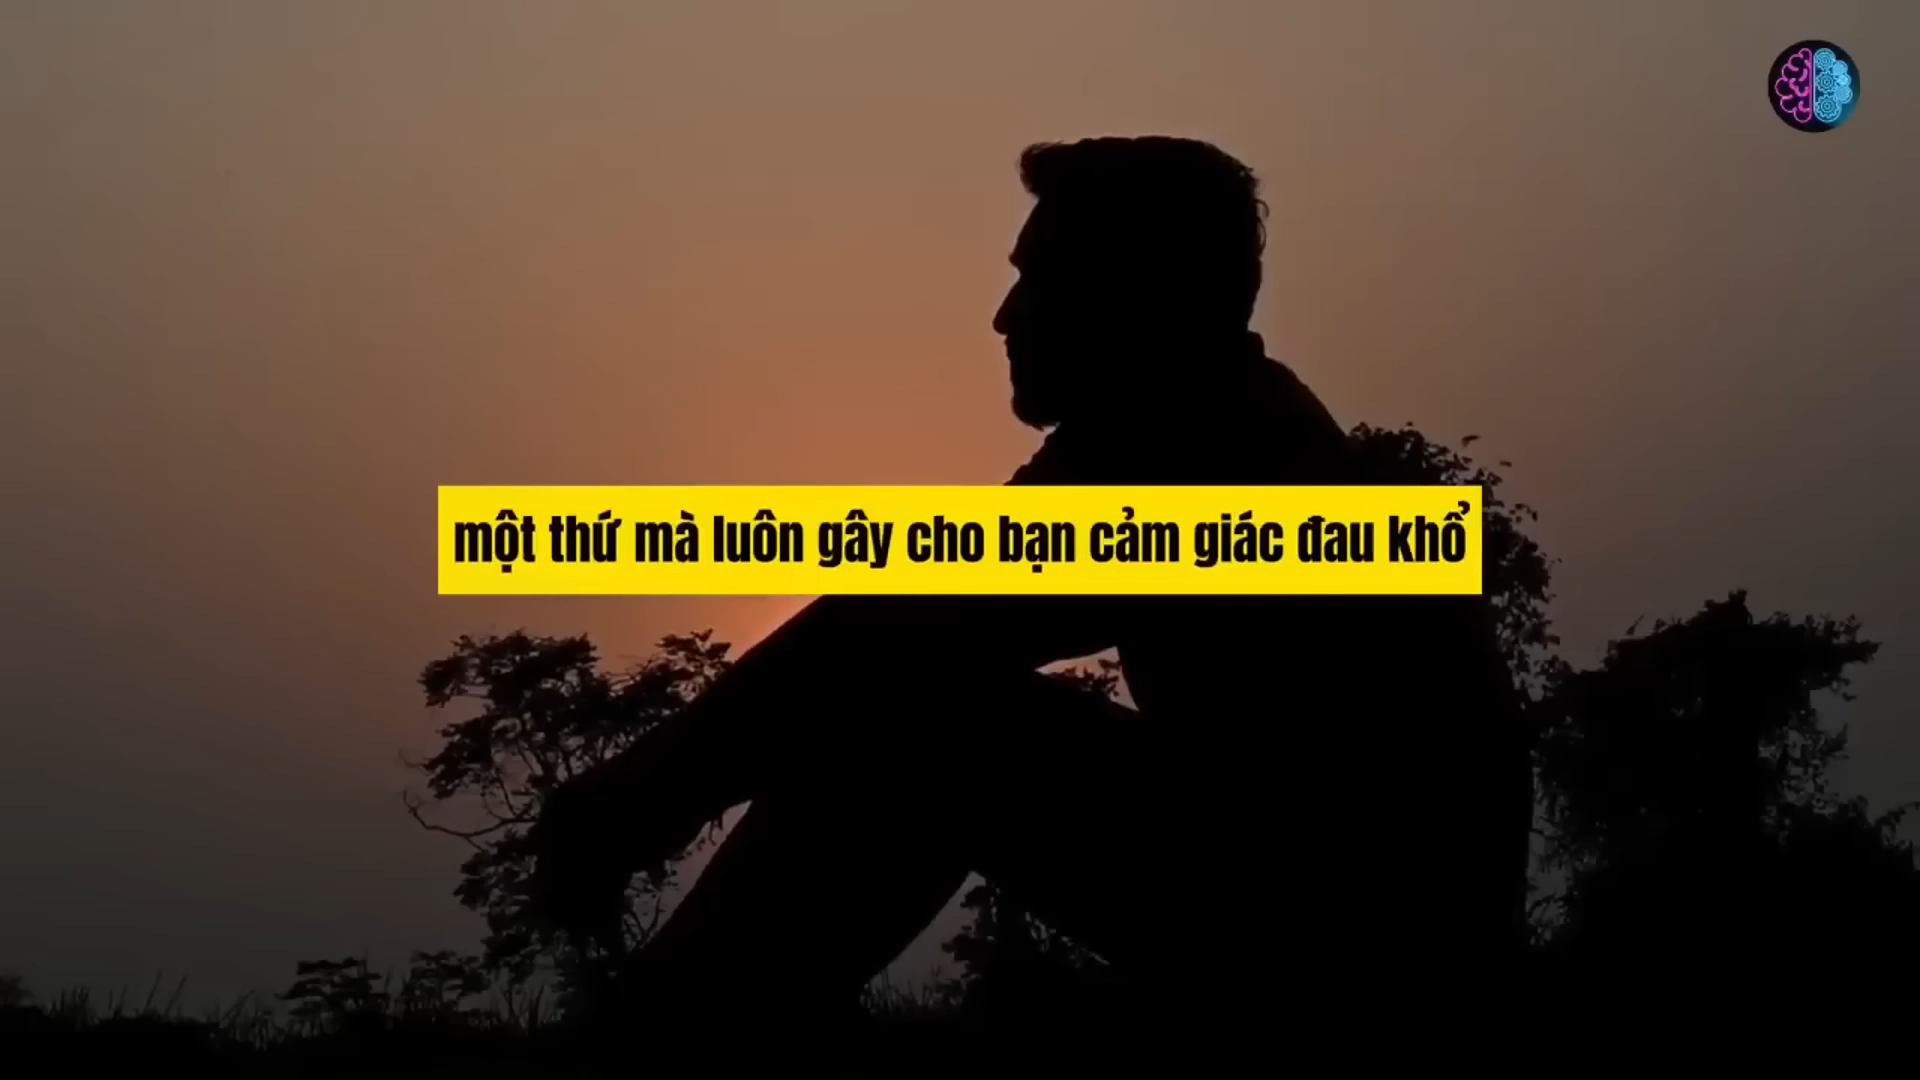 một thứ mà luôn gây cho bạn cảm giác đau khổ